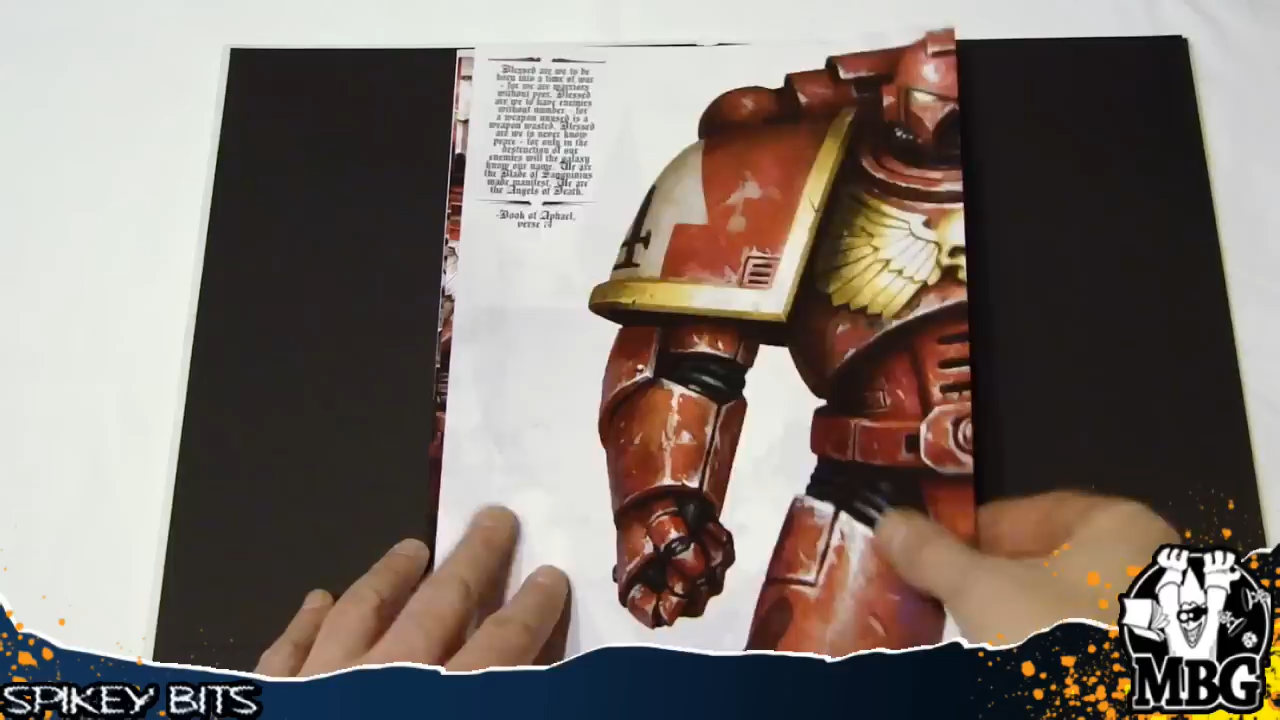 Blessed are we to be
born into a time of war
- for we are warriors
without peer. Blessed
are we to have enemies
without number - for
a weapon unused is a
weapon wasted. Blessed
are we to never know
peace - for only in the
destruction of our
enemies will the galaxy
know our name. We are
the Blade of Sanguinius
made manifest. We are
the Angels of Death.
-Book of Aphael,
verse
4
SPIKEY BITS
MBG